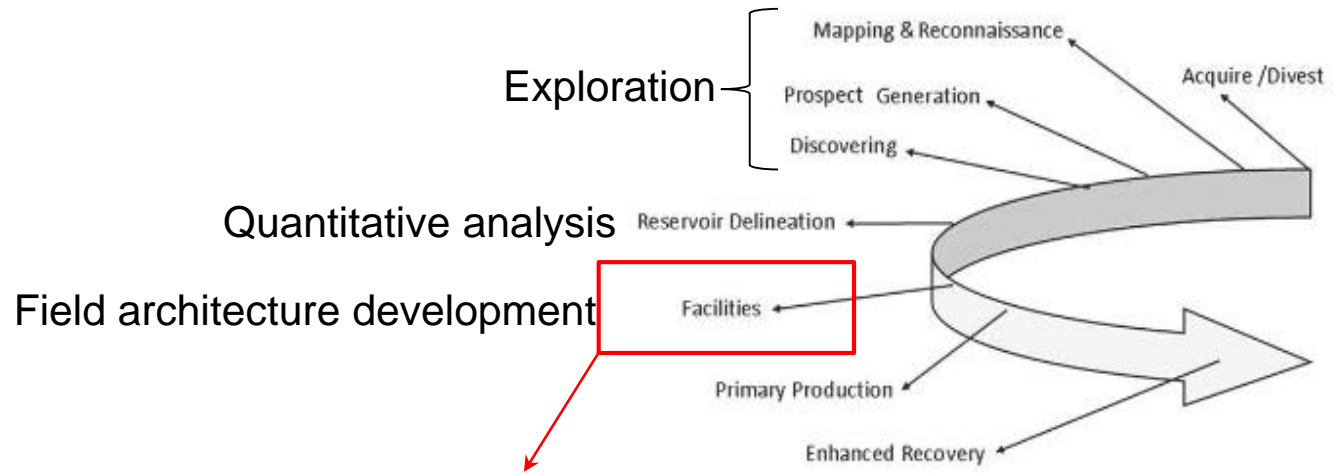 Mapping & Reconnaissance
Acquire /Divest
Exploration
Prospect Generation
Discovering
Quantitative analysis
Reservoir Delineation
Field architecture development
Facilities
Primary Production
Enhanced Recovery